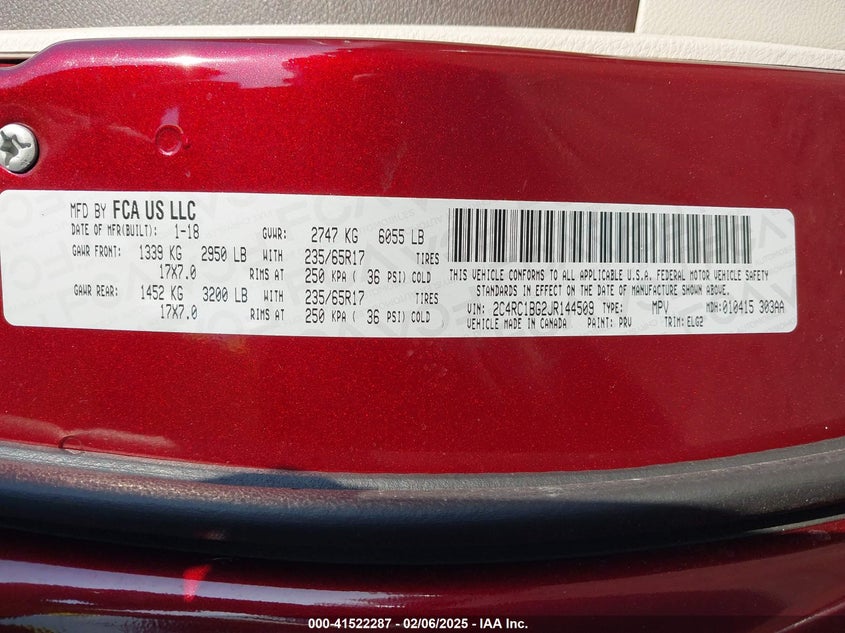 MFD BY FCA US LLC
DATE OF MFR(BUILT): 1-18 GVWR: 2747 KG 6055 LB
GAWR FRONT: 1339 KG 2950 LB WITH 235/65R17 TIRES
17X7.0 RIMS AT 250 KPA ( 36 PSI) COLD
GAWR REAR: 1452 KG 3200 LB WITH 235/65R17 TIRES
17X7.0 RIMS AT 250 KPA ( 36 PSI) COLD
THIS VEHICLE CONFORMS TO ALL APPLICABLE U.S.A. FEDERAL MOTOR VEHICLE SAFETY
STANDARDS IN EFFECT ON THE DATE OF MANUFACTURE SHOWN ABOVE.
VIN: 2C4RC1BG2JR144509 TYPE: MPV MDH: 010415 303AA
VEHICLE MADE IN CANADA PAINT: PRV TRIM: ELG2
000-41522287 - 02/06/2025 - IAA Inc.